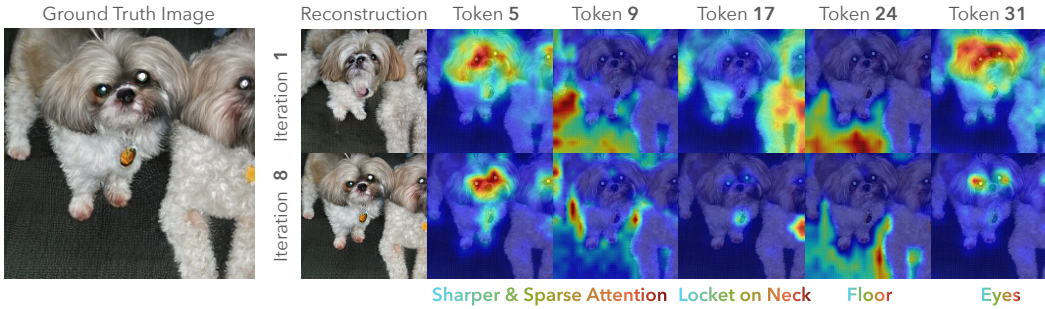 Ground Truth Image
Reconstruction
Token 5
Token 9
Token 17
Token 24
Token 31
Iteration 1
Iteration 8
Sharper & Sparse Attention
Locket on Neck
Floor
Eyes